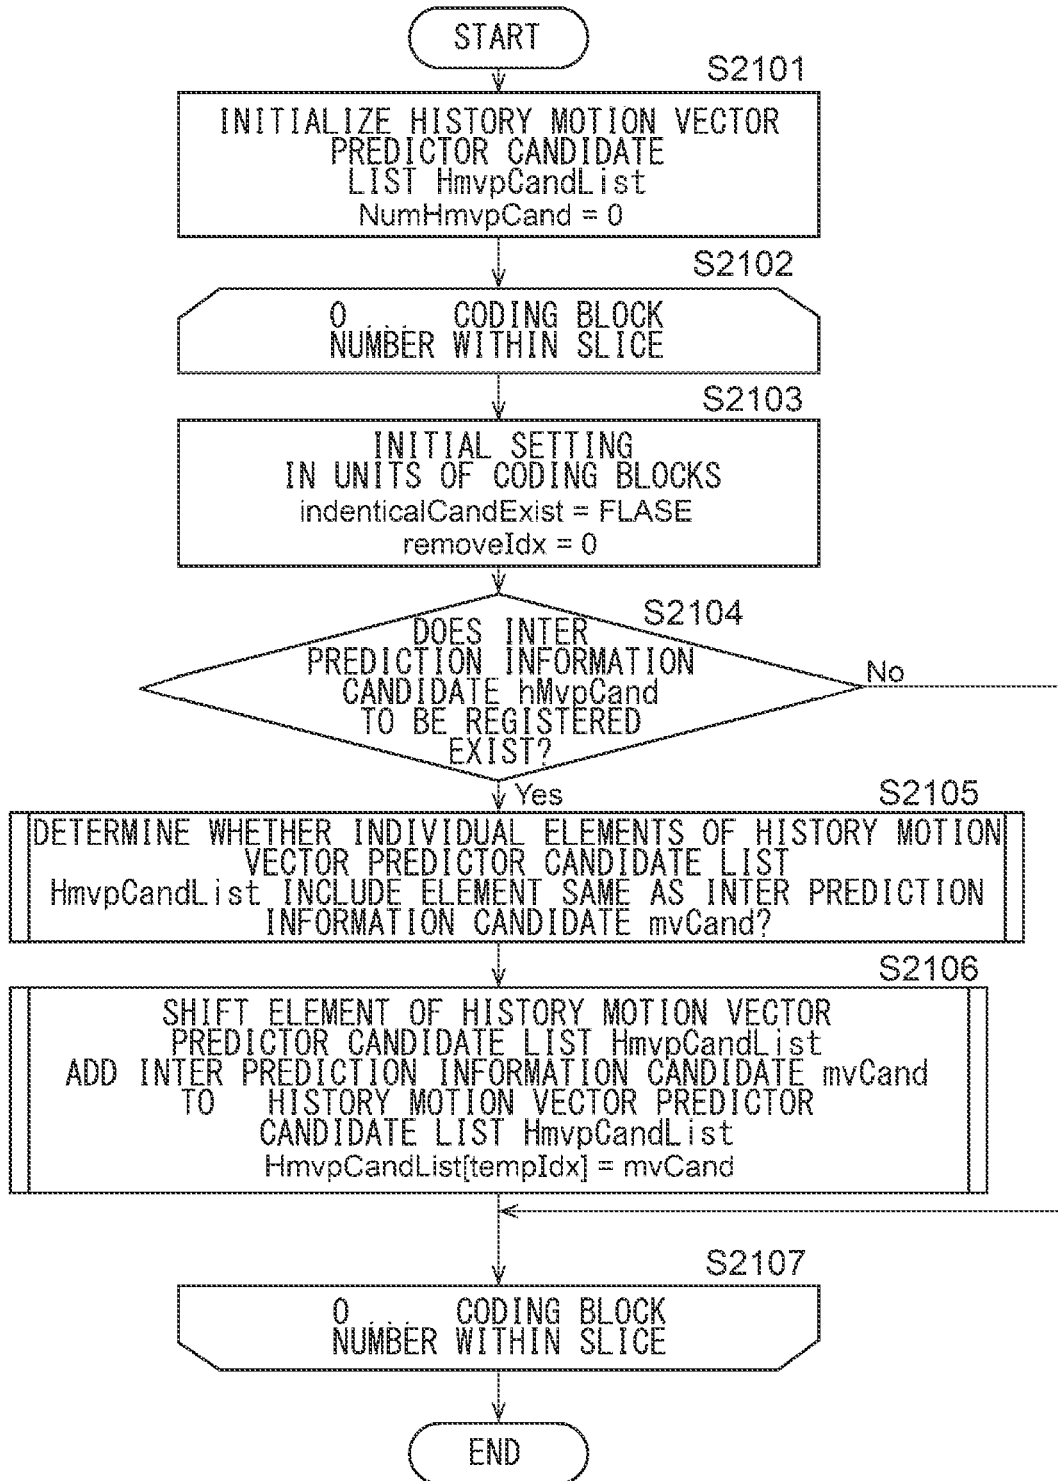 START
S2101
INITIALIZE HISTORY MOTION VECTOR
PREDICTOR CANDIDATE
LIST HmvpCandList
NumHmvpCand = 0
S2102
0 ... CODING BLOCK
NUMBER WITHIN SLICE
S2103
INITIAL SETTING
IN UNITS OF CODING BLOCKS
indenticalCandExist = FLASE
removeIdx = 0
S2104
DOES INTER
PREDICTION INFORMATION
CANDIDATE hMvpCand
TO BE REGISTERED
EXIST?
No
Yes
S2105
DETERMINE WHETHER INDIVIDUAL ELEMENTS OF HISTORY MOTION
VECTOR PREDICTOR CANDIDATE LIST
HmvpCandList INCLUDE ELEMENT SAME AS INTER PREDICTION
INFORMATION CANDIDATE mvCand?
S2106
SHIFT ELEMENT OF HISTORY MOTION VECTOR
PREDICTOR CANDIDATE LIST HmvpCandList
ADD INTER PREDICTION INFORMATION CANDIDATE mvCand
TO HISTORY MOTION VECTOR PREDICTOR
CANDIDATE LIST HmvpCandList
HmvpCandList[tempIdx] = mvCand
S2107
0 ... CODING BLOCK
NUMBER WITHIN SLICE
END